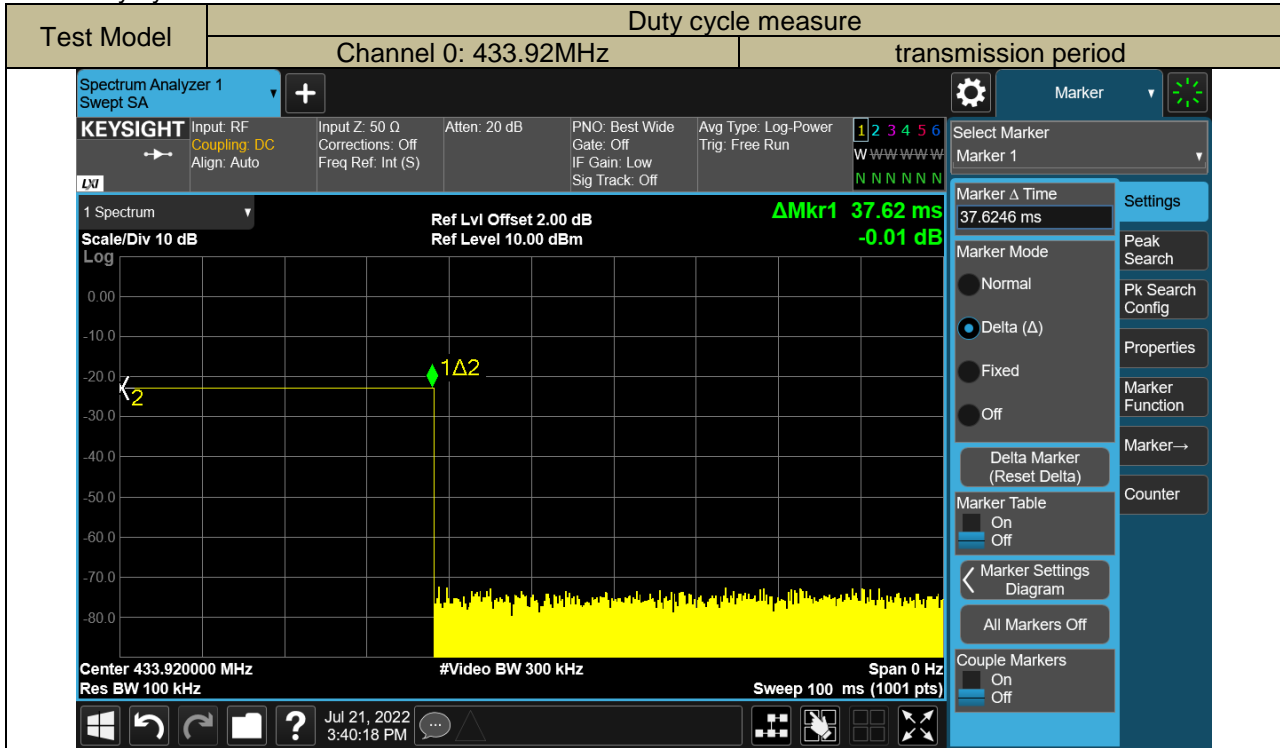 Test Model
Duty cycle measure
Channel 0: 433.92MHz
transmission period
Spectrum Analyzer 1
Swept SA
+
Marker
KEYSIGHT
LXI
Input: RF
Coupling: DC
Align: Auto
Input Z: 50 Ω
Corrections: Off
Freq Ref: Int (S)
Atten: 20 dB
PNO: Best Wide
Gate: Off
IF Gain: Low
Sig Track: Off
Avg Type: Log-Power
Trig: Free Run
1 2 3 4 5 6
W W W W W W
N N N N N N
1 Spectrum
Scale/Div 10 dB
Ref Lvl Offset 2.00 dB
Ref Level 10.00 dBm
ΔMkr1 37.62 ms
-0.01 dB
Log
0.00
-10.0
-20.0
-30.0
-40.0
-50.0
-60.0
-70.0
-80.0
2
1Δ2
Center 433.920000 MHz
Res BW 100 kHz
#Video BW 300 kHz
Span 0 Hz
Sweep 100 ms (1001 pts)
?
Jul 21, 2022
3:40:18 PM
Select Marker
Marker 1
Marker Δ Time
37.6246 ms
Marker Mode
Normal
Delta (Δ)
Fixed
Off
Delta Marker
(Reset Delta)
Marker Table
On
Off
Marker Settings
Diagram
All Markers Off
Couple Markers
On
Off
Settings
Peak
Search
Pk Search
Config
Properties
Marker
Function
Marker→
Counter